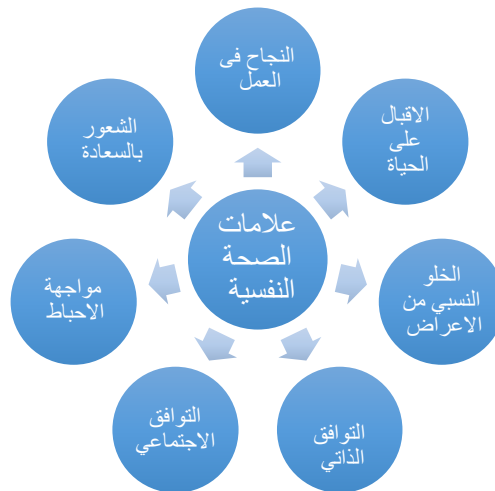 علامات
الصحة
النفسية
النجاح فى
العمل
الاقبال
على
الحياة
الخلو
النسبي من
الاعراض
التوافق
الذاتي
التوافق
الاجتماعي
مواجهة
الاحباط
الشعور
بالسعادة